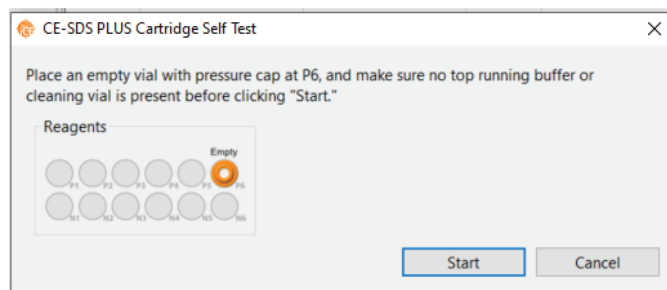 CE-SDS PLUS Cartridge Self Test
Place an empty vial with pressure cap at P6, and make sure no top running buffer or
cleaning vial is present before clicking "Start."
Reagents
Empty
P1 P2 P3 P4 P5 P6
N1 N2 N3 N4 N5 N6
Start Cancel